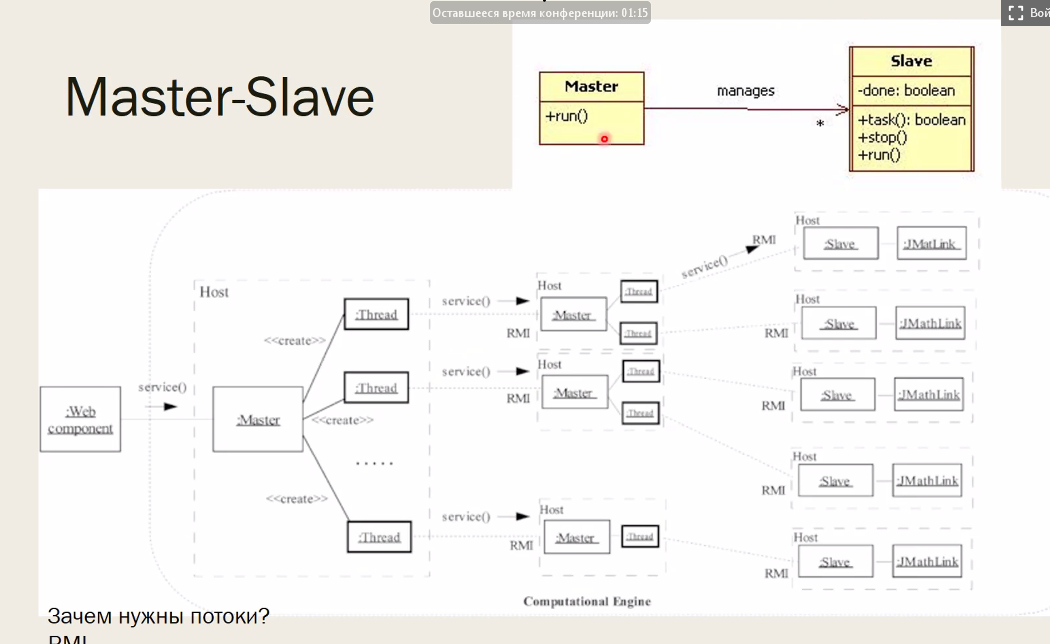 Оставшееся время конференции: 01:15
Вой
Master-Slave
Master
+run()
manages
*
Slave
-done: boolean
+task(): boolean
+stop()
+run()
Host
:Web
component
service()
:Master
<<create>>
:Thread
<<create>>
:Thread
.....
<<create>>
:Thread
service()
RMI
Host
:Master
:Thread
:Thread
service()
RMI
Host
:Master
:Thread
:Thread
service()
RMI
Host
:Master
:Thread
service()
RMI
Host
:Slave
:JMatLink
RMI
Host
:Slave
:JMathLink
RMI
Host
:Slave
:JMathLink
RMI
Host
:Slave
:JMathLink
RMI
Host
:Slave
:JMathLink
Computational Engine
Зачем нужны потоки?
RMI